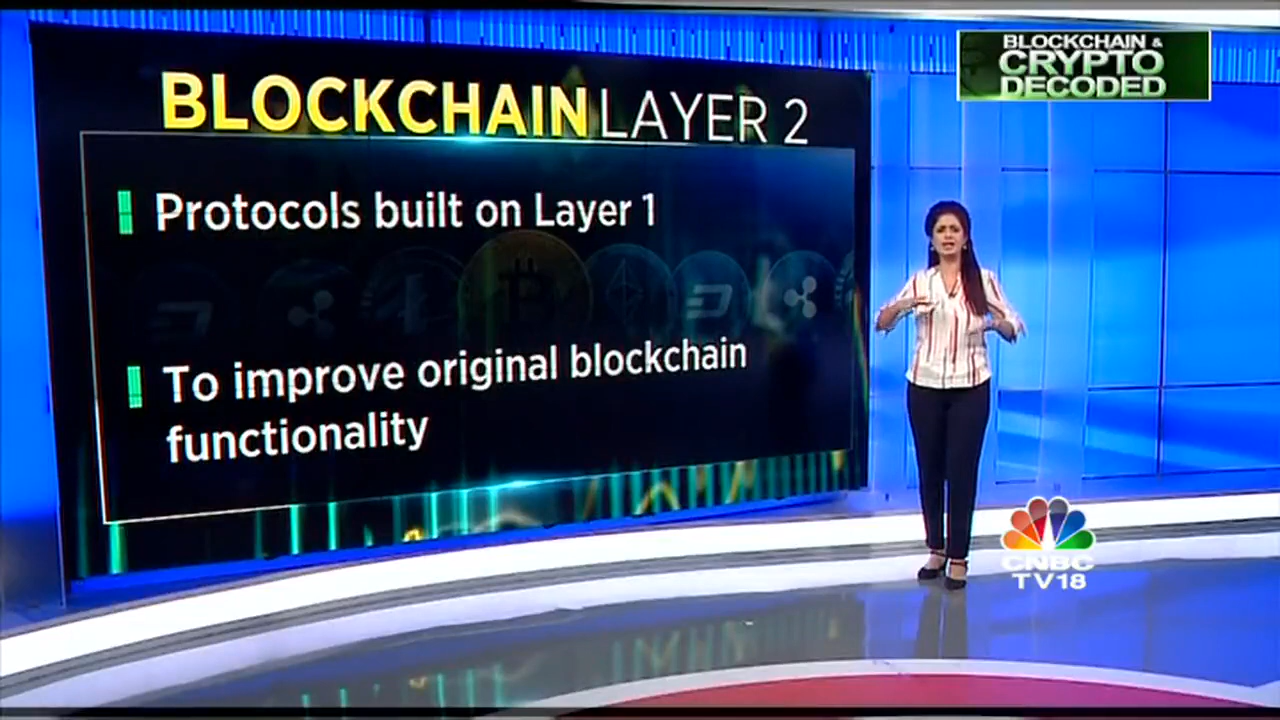 BLOCKCHAIN &
CRYPTO
DECODED
BLOCKCHAIN LAYER 2
Protocols built on Layer 1
To improve original blockchain
functionality
CNBC
TV18